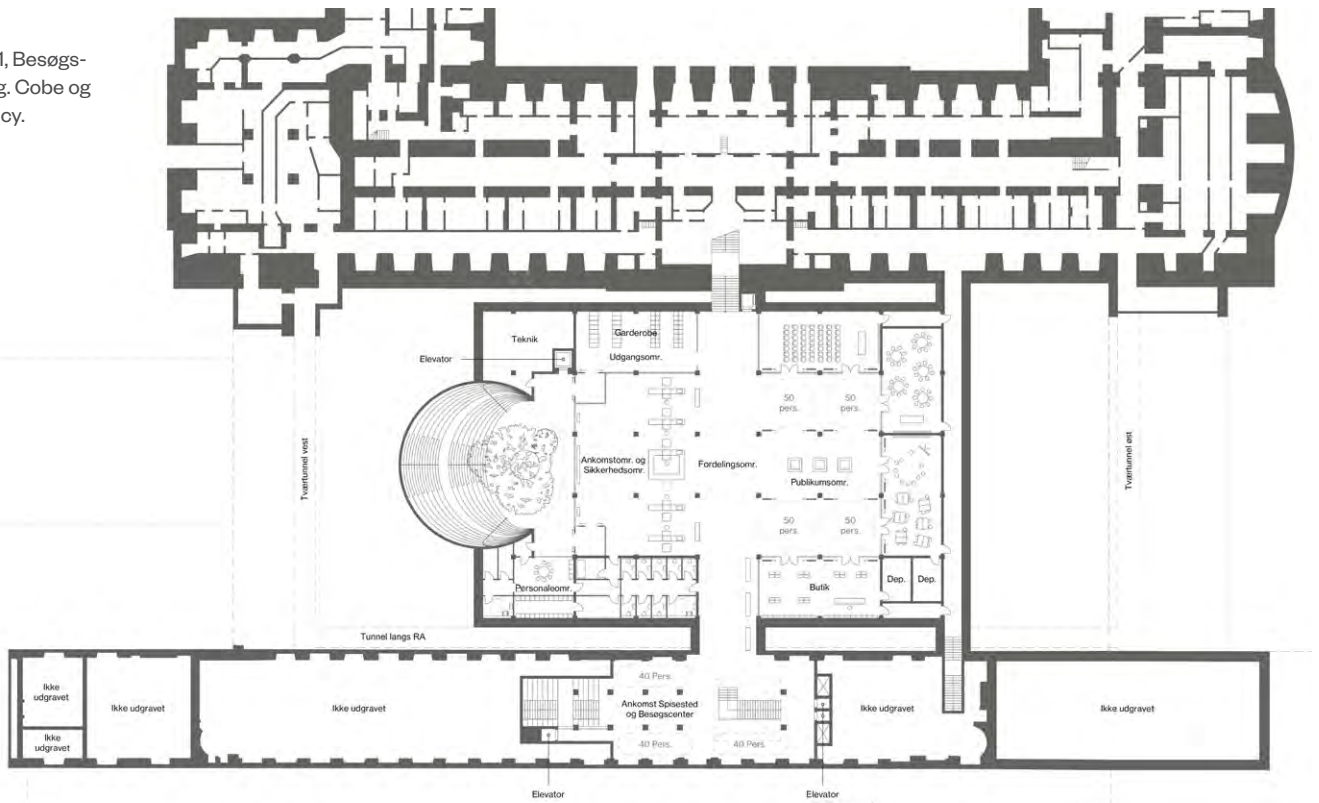 1, Besøgs-
g. Cobe og
cy.
Teknik
Garderobe
Elevator
Udgangsomr.
50
pers.
50
pers.
Ankomstomr. og
Sikkerhedsomr.
Fordelingsomr.
Publikumsomr.
Tværtunnel vest
Tværtunnel øst
50
pers.
50
pers.
Personaleomr.
Butik
Dep.
Dep.
Tunnel langs RA
Ikke
udgravet
Ikke udgravet
Ikke udgravet
40 Pers.
Ankomst Spisested
og Besøgscenter
Ikke udgravet
Ikke udgravet
Ikke
udgravet
40 Pers.
40 Pers.
Elevator
Elevator